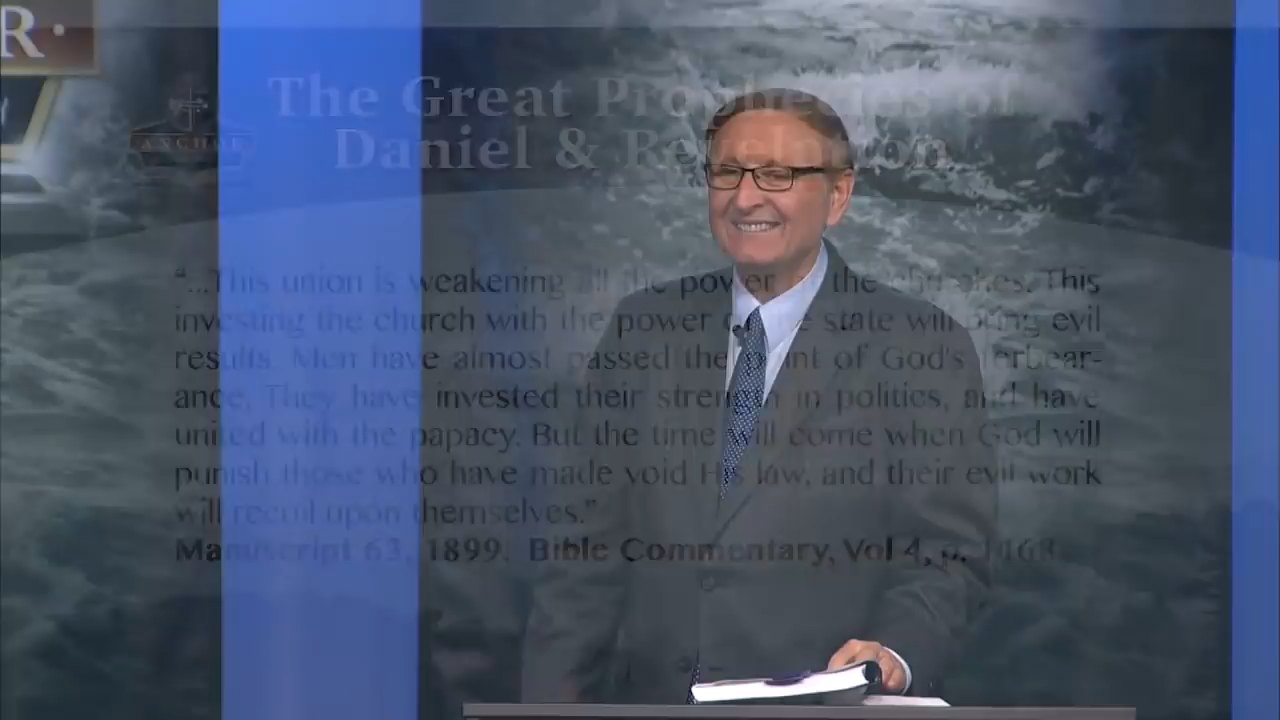 R·
The Great Prophecies of
Daniel & Revelation
ANCHOR
"...This union is weakening all the power of the churches. This
investing the church with the power of the state will bring evil
results. Men have almost passed the point of God's forbear-
ance. They have invested their strength in politics, and have
united with the papacy. But the time will come when God will
punish those who have made void His law, and their evil work
will recoil upon themselves."
Manuscript 63, 1899. Bible Commentary, Vol 4, p. 1168